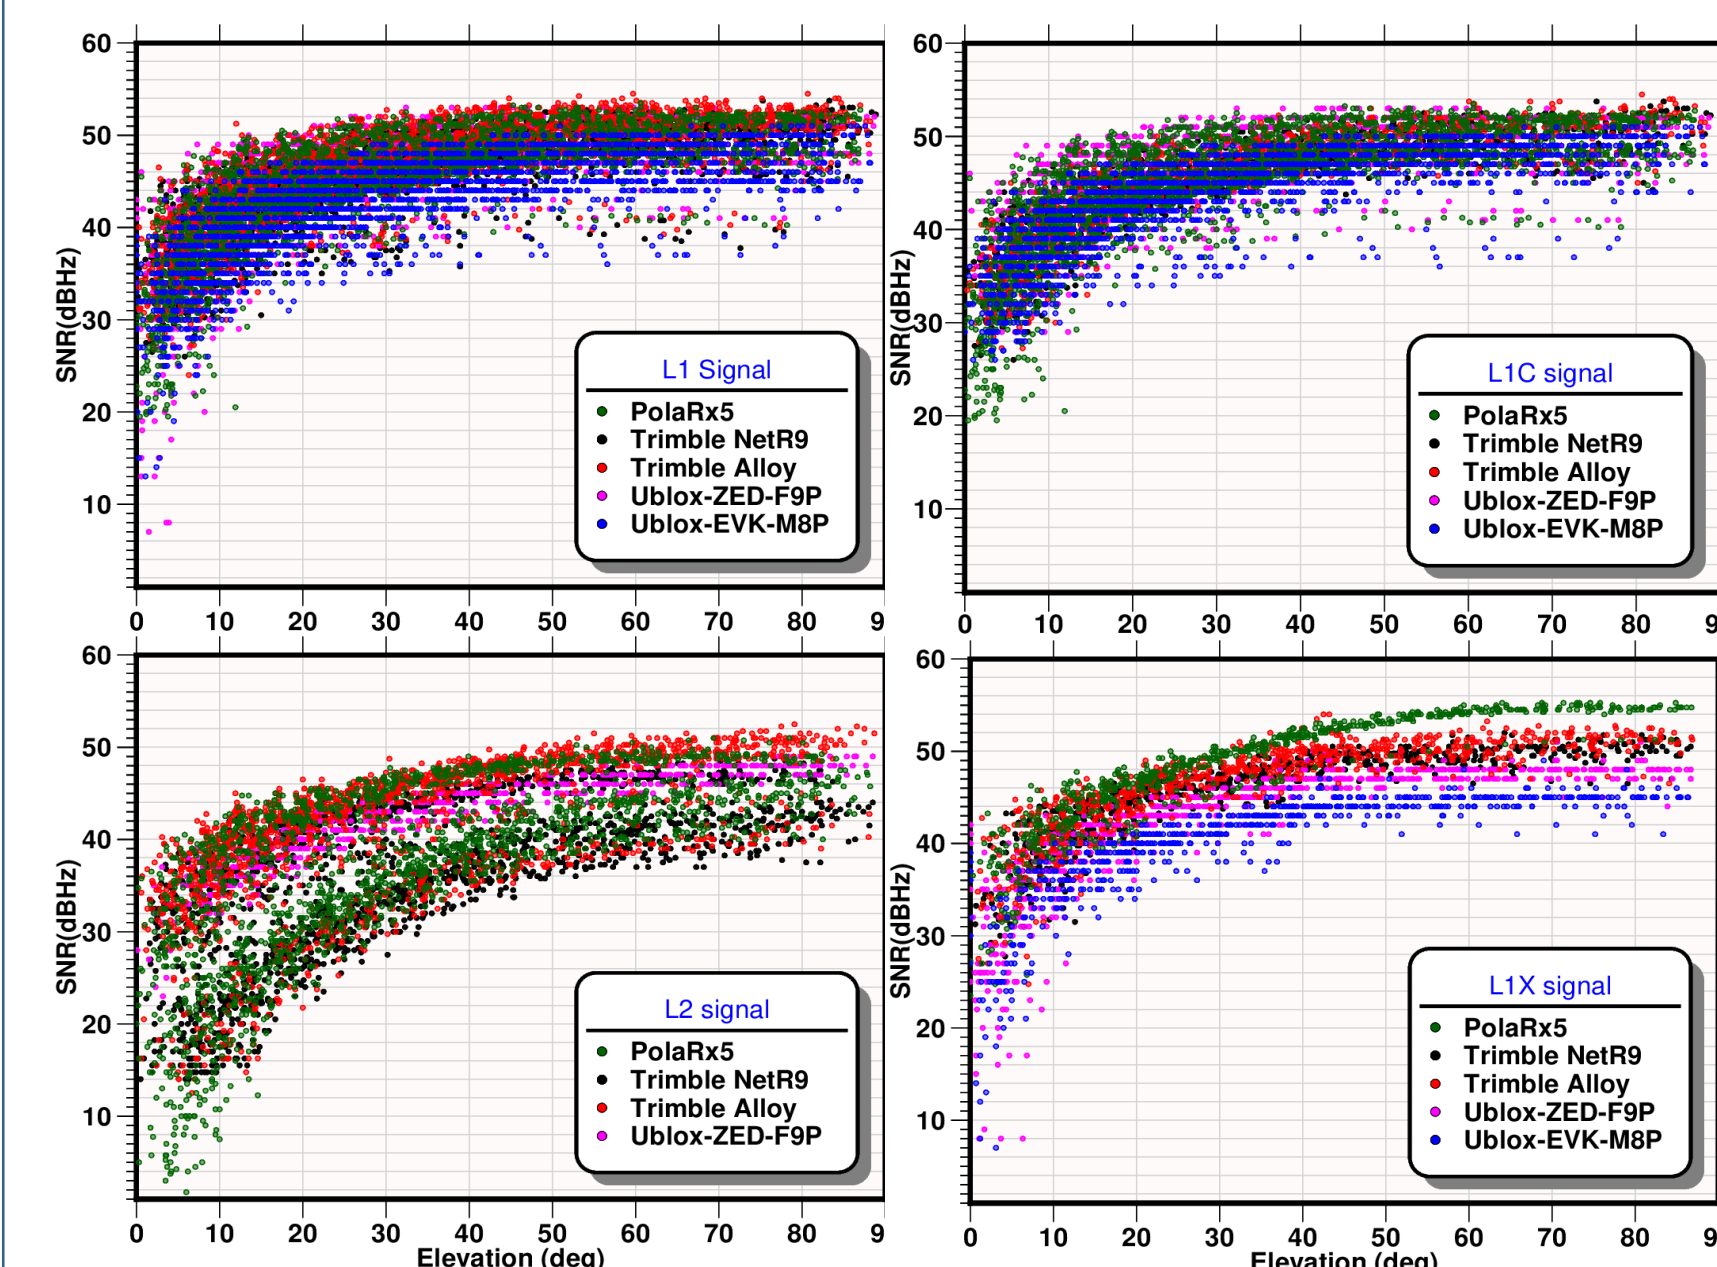 60
50
40
30
20
10
SNR(dBHz)
L1 Signal
PolaRx5
Trimble NetR9
Trimble Alloy
Ublox-ZED-F9P
Ublox-EVK-M8P
0 10 20 30 40 50 60 70 80 9
60
50
40
30
20
10
SNR(dBHz)
L1C signal
PolaRx5
Trimble NetR9
Trimble Alloy
Ublox-ZED-F9P
Ublox-EVK-M8P
0 10 20 30 40 50 60 70 80 9
60
50
40
30
20
10
SNR(dBHz)
L2 signal
PolaRx5
Trimble NetR9
Trimble Alloy
Ublox-ZED-F9P
0 10 20 30 40 50 60 70 80 9
Elevation (deg)
60
50
40
30
20
10
SNR(dBHz)
L1X signal
PolaRx5
Trimble NetR9
Trimble Alloy
Ublox-ZED-F9P
Ublox-EVK-M8P
0 10 20 30 40 50 60 70 80 9
Elevation (deg)